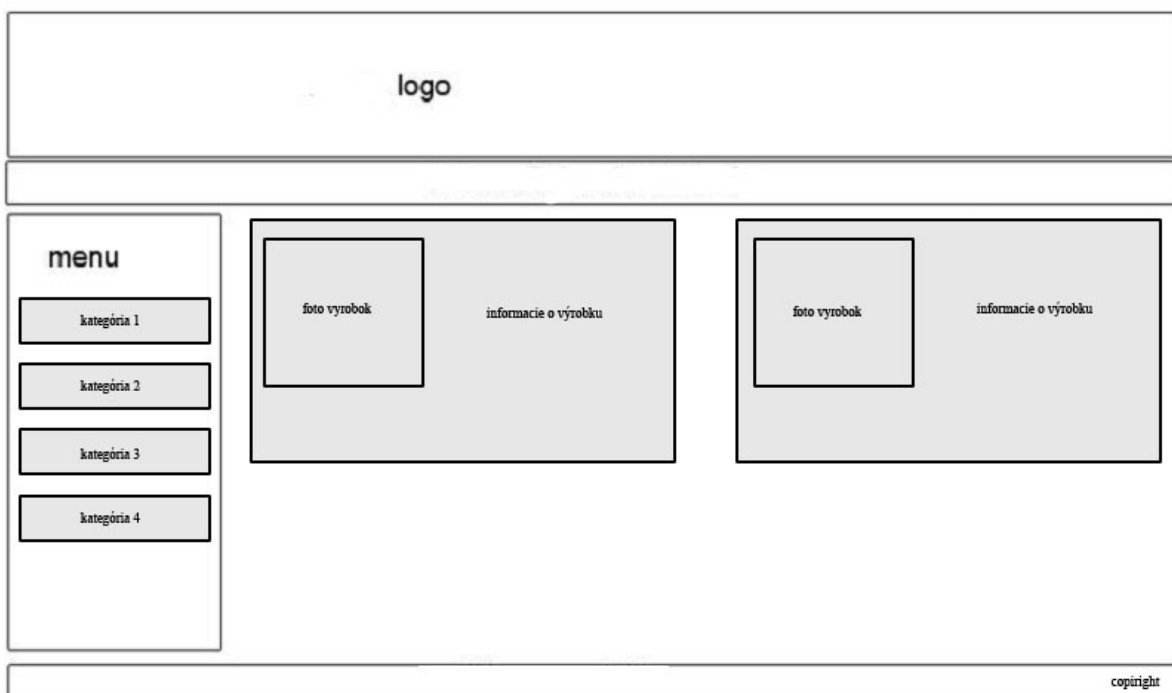 logo
menu
kategória 1
kategória 2
kategória 3
kategória 4
foto vyrobok
informacie o výrobku
foto vyrobok
informacie o výrobku
copiright